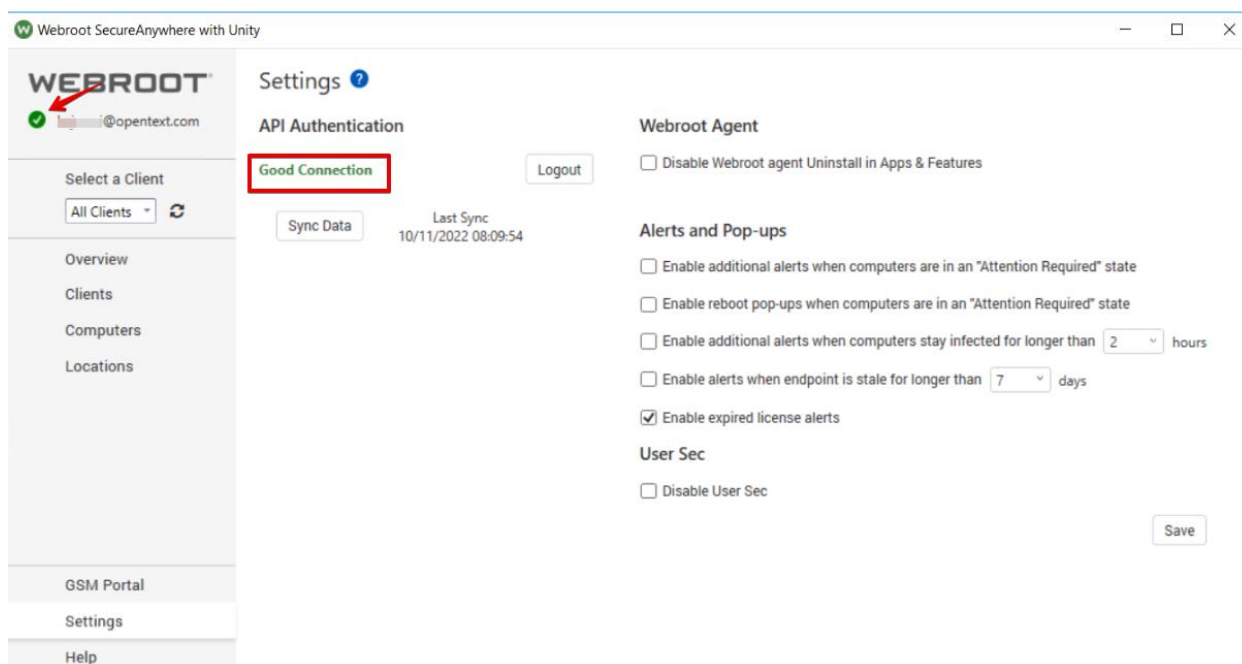 Webroot SecureAnywhere with Unity
WEBROOT
@opentext.com
Select a Client
All Clients
Overview
Clients
Computers
Locations
GSM Portal
Settings
Help
Settings ?
API Authentication
Good Connection
Logout
Sync Data
Last Sync
10/11/2022 08:09:54
Webroot Agent
Disable Webroot agent Uninstall in Apps & Features
Alerts and Pop-ups
Enable additional alerts when computers are in an "Attention Required" state
Enable reboot pop-ups when computers are in an "Attention Required" state
Enable additional alerts when computers stay infected for longer than 2 hours
Enable alerts when endpoint is stale for longer than 7 days
Enable expired license alerts
User Sec
Disable User Sec
Save